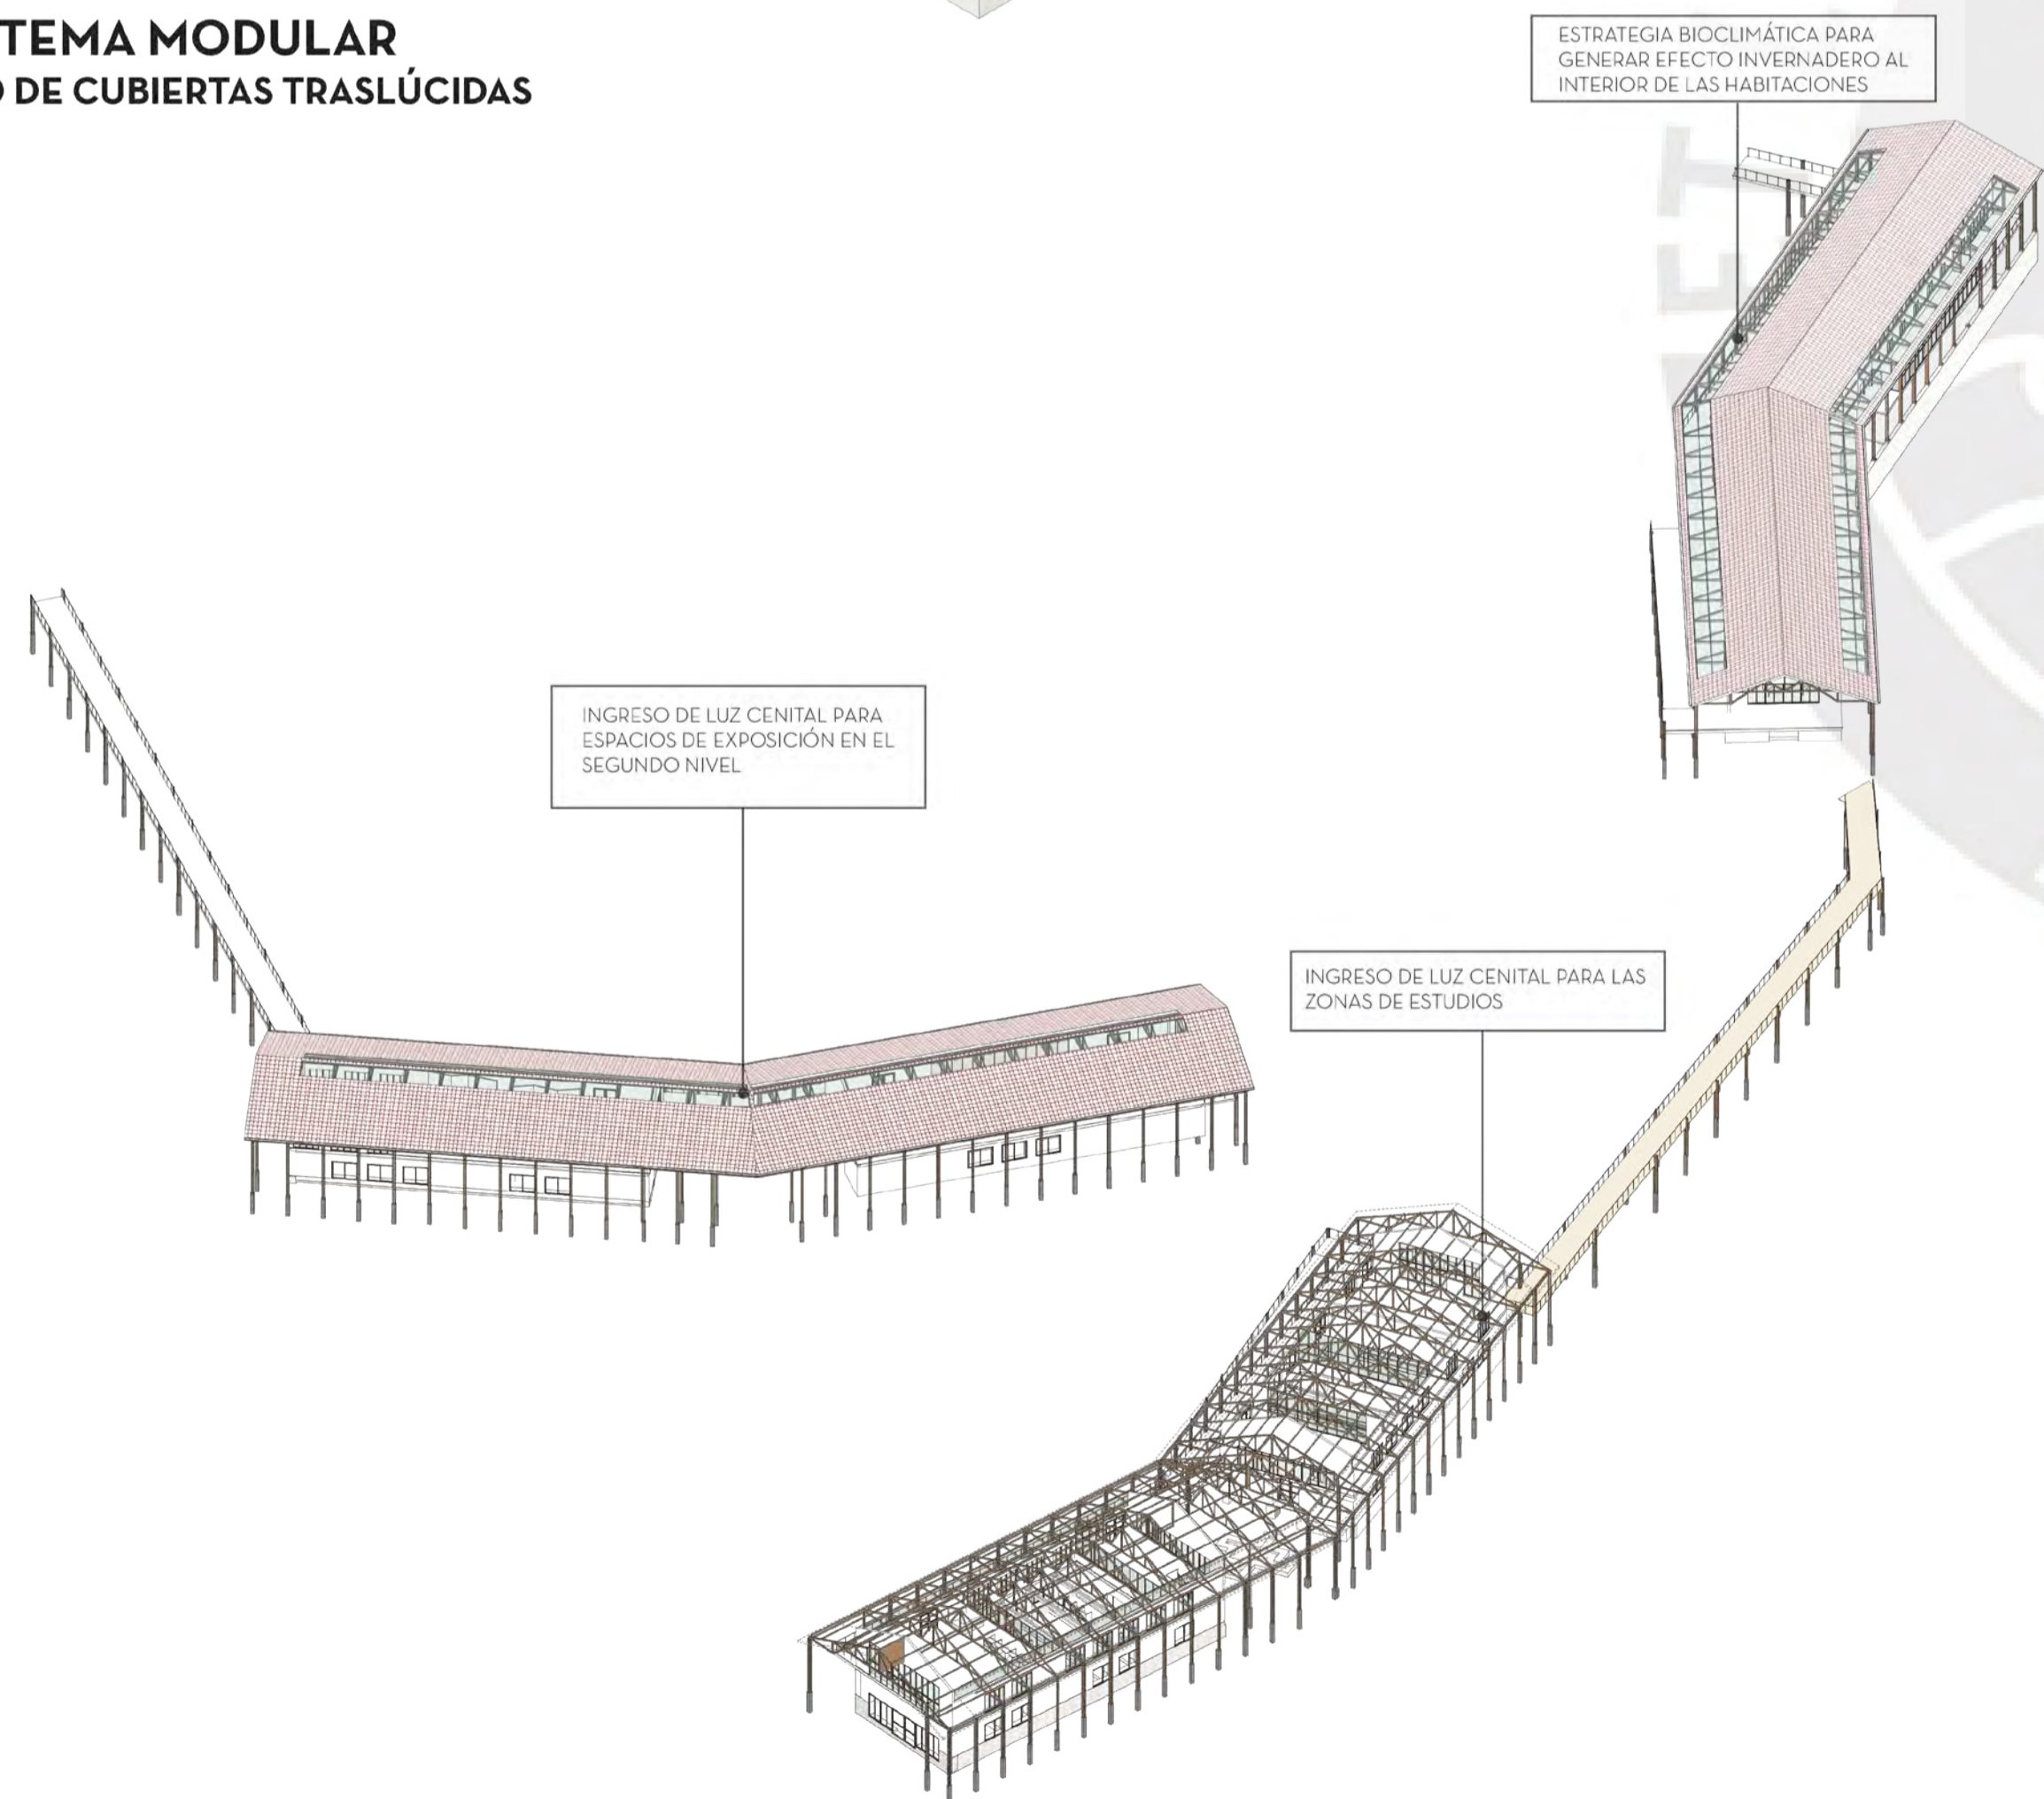 TEMA MODULAR
DE CUBIERTAS TRASLÚCIDAS
ESTRATEGIA BIOCLIMÁTICA PARA
GENERAR EFECTO INVERNADERO AL
INTERIOR DE LAS HABITACIONES
INGRESO DE LUZ CENITAL PARA
ESPACIOS DE EXPOSICIÓN EN EL
SEGUNDO NIVEL
INGRESO DE LUZ CENITAL PARA LAS
ZONAS DE ESTUDIOS